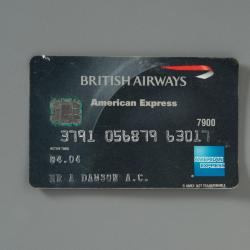 BRITISH AIRWAYS
American Express
7900
3791 056879 63017
04.04
MR A DAWSON A.C.
AMERICAN EXPRESS